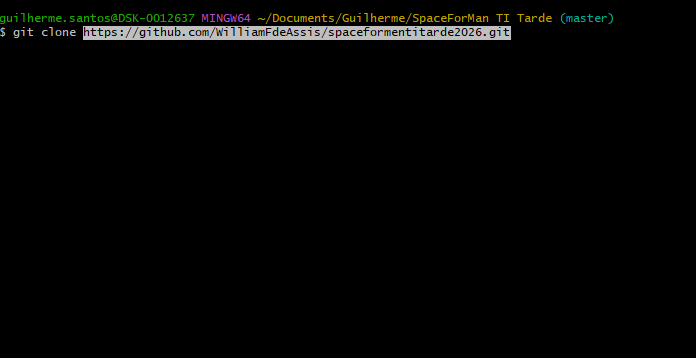 guilherme.santos@DSK-0012637 MINGW64 ~/Documents/Guilherme/SpaceForMan TI Tarde (master)
$ git clone https://github.com/WilliamFdeAssis/spaceformentitarde2026.git